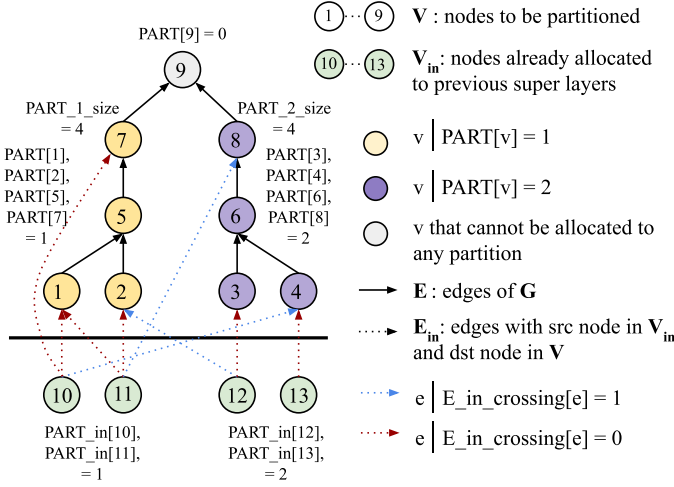 PART[9] = 0
9
PART_1_size
= 4
PART_2_size
= 4
7
8
PART[1],
PART[2],
PART[5],
PART[7]
= 1
PART[3],
PART[4],
PART[6],
PART[8]
= 2
5
6
1
2
3
4
10
11
12
13
PART_in[10],
PART_in[11],
= 1
PART_in[12],
PART_in[13],
= 2
1 9 V : nodes to be partitioned
10 13 Vin : nodes already allocated
to previous super layers
v | PART[v] = 1
v | PART[v] = 2
v that cannot be allocated to
any partition
E : edges of G
Ein: edges with src node in Vin
and dst node in V
e | E_in_crossing[e] = 1
e | E_in_crossing[e] = 0